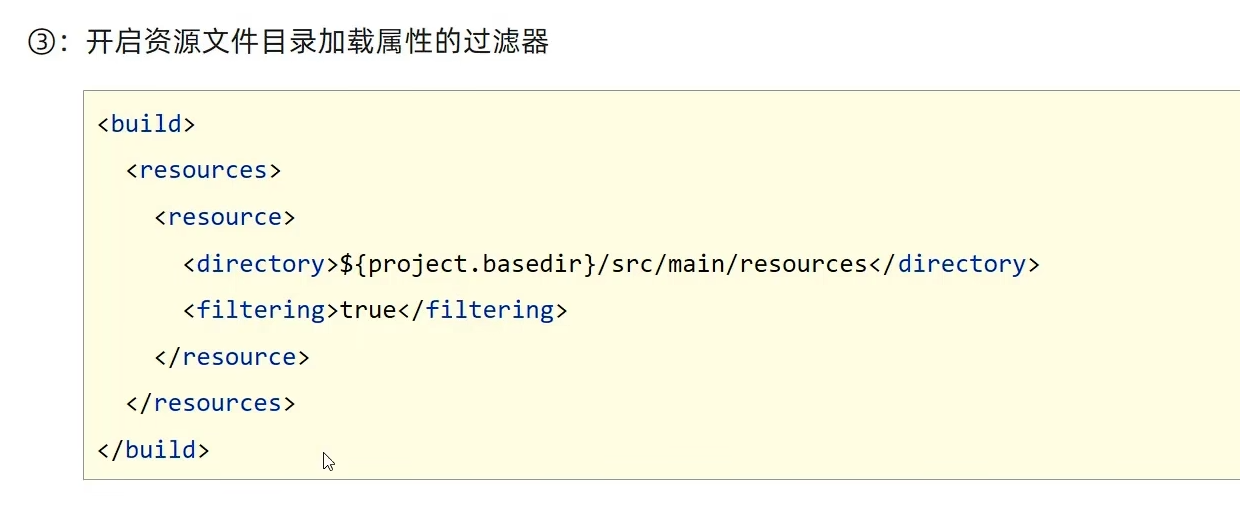 ③：开启资源文件目录加载属性的过滤器
<build>
  <resources>
    <resource>
      <directory>${project.basedir}/src/main/resources</directory>
      <filtering>true</filtering>
    </resource>
  </resources>
</build>